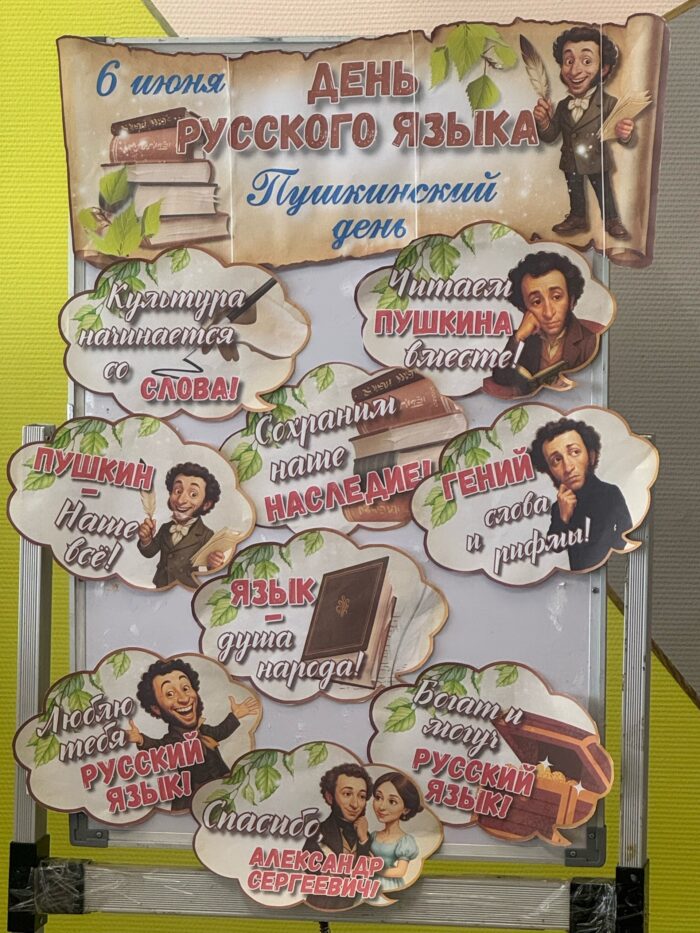 6 июня
ДЕНЬ
РУССКОГО ЯЗЫКА
Пушкинский
день
Культура
начинается
со СЛОВА!
Читаем
ПУШКИНА
вместе!
Сохраним
наше
НАСЛЕДИЕ!
ПУШКИН
–
Наше
всё!
ГЕНИЙ
слова
и рифмы!
ЯЗЫК
–
душа
народа!
Люблю
тебя
РУССКИЙ
ЯЗЫК!
Богат и
могуч
РУССКИЙ
ЯЗЫК!
Спасибо,
АЛЕКСАНДР
СЕРГЕЕВИЧ!